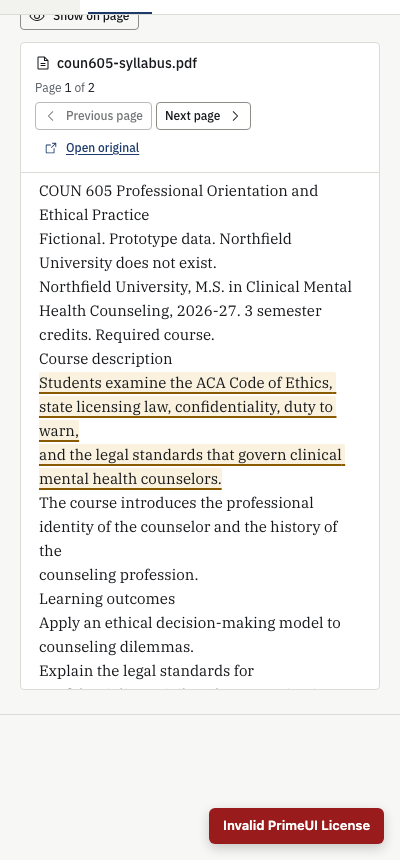 Show on page
coun605-syllabus.pdf
Page 1 of 2
Previous page
Next page
Open original
COUN 605 Professional Orientation and
Ethical Practice
Fictional. Prototype data. Northfield
University does not exist.
Northfield University, M.S. in Clinical Mental
Health Counseling, 2026-27. 3 semester
credits. Required course.
Course description
Students examine the ACA Code of Ethics,
state licensing law, confidentiality, duty to
warn,
and the legal standards that govern clinical
mental health counselors.
The course introduces the professional
identity of the counselor and the history of
the
counseling profession.
Learning outcomes
Apply an ethical decision-making model to
counseling dilemmas.
Explain the legal standards for
Invalid PrimeUI License